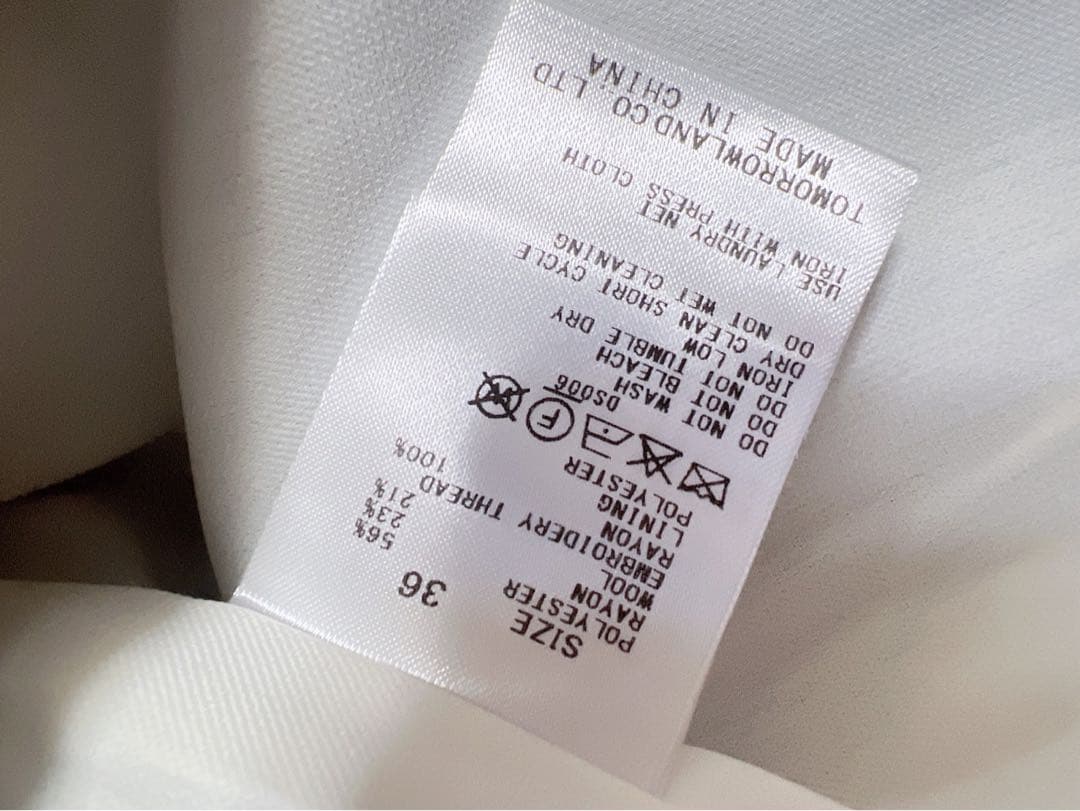 SIZE 36
POLYESTER 56%
RAYON 23%
WOOL 21%
EMBROIDERY THREAD
RAYON 100%
LINING
POLYESTER
F W
DS006
DO NOT WASH
DO NOT BLEACH
DO NOT TUMBLE DRY
IRON LOW
DRY CLEAN SHORT CYCLE
DO NOT WET CLEANING
USE LAUNDRY NET
IRON WITH PRESS CLOTH
TOMORROWLAND CO. LTD
MADE IN CHINA